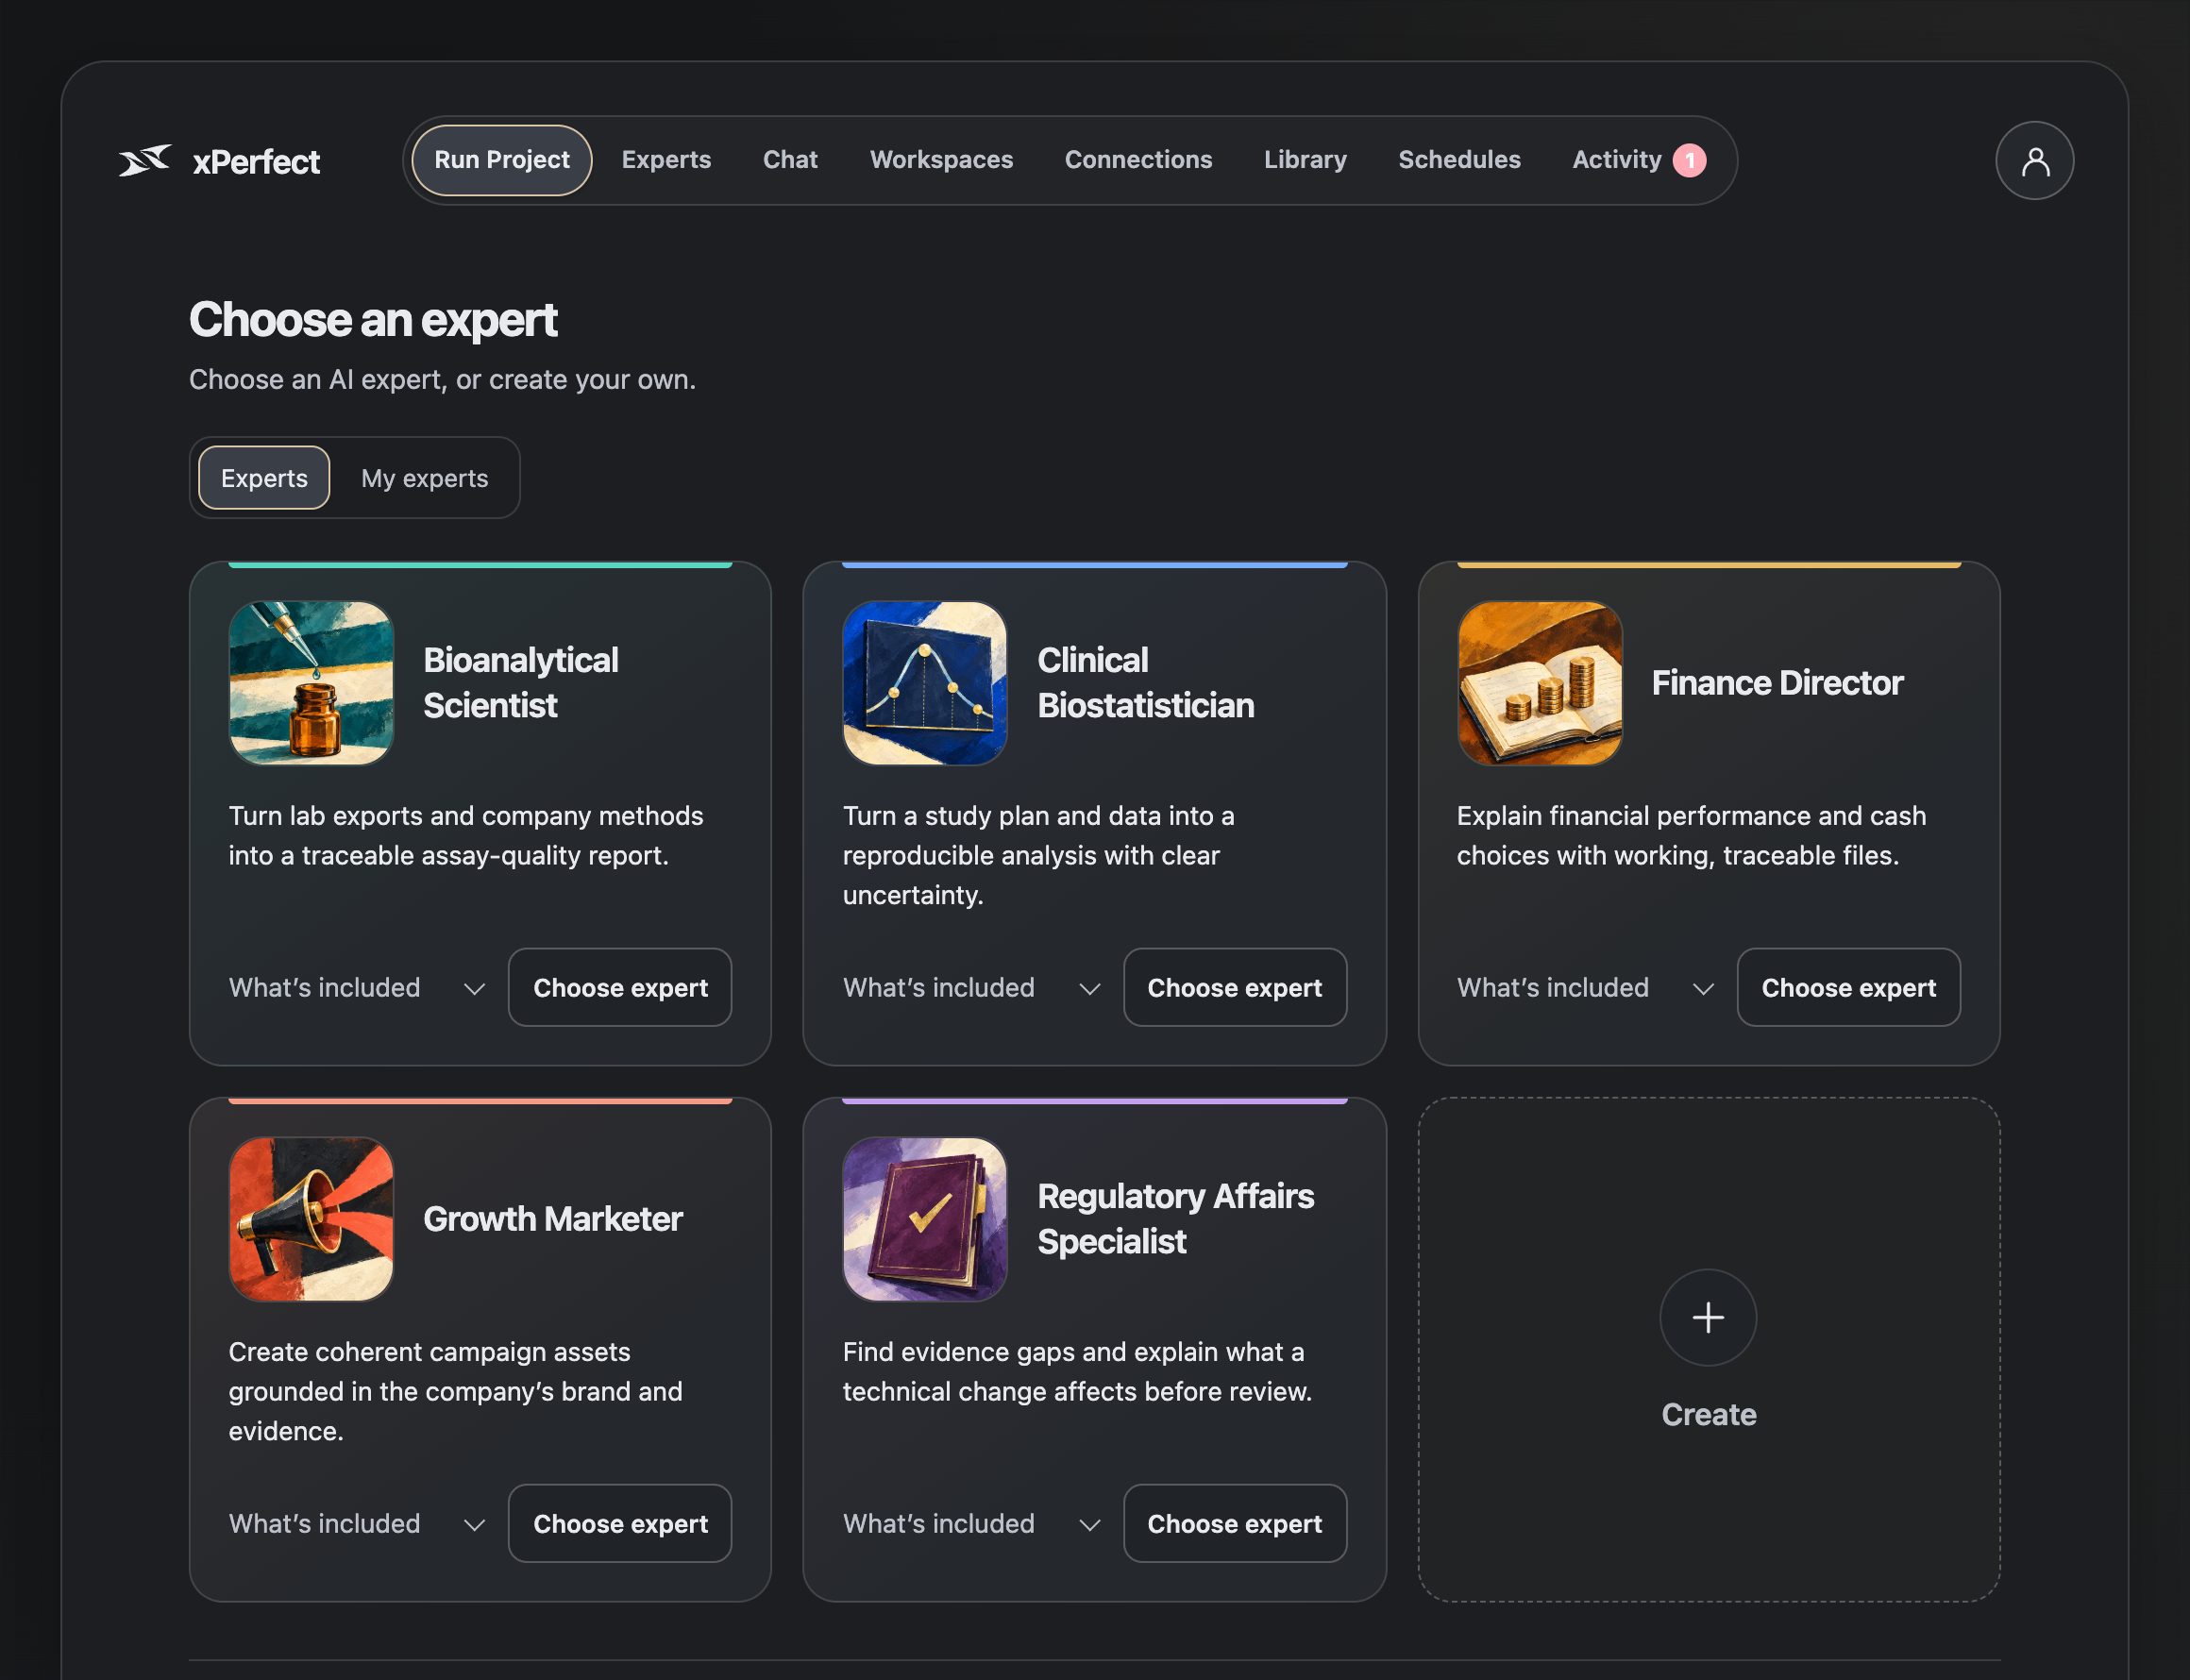 xPerfect
Run Project
Experts
Chat
Workspaces
Connections
Library
Schedules
Activity
1
Choose an expert
Choose an AI expert, or create your own.
Experts
My experts
Bioanalytical
Scientist
Turn lab exports and company methods
into a traceable assay-quality report.
What’s included
Choose expert
Clinical
Biostatistician
Turn a study plan and data into a
reproducible analysis with clear
uncertainty.
What’s included
Choose expert
Finance Director
Explain financial performance and cash
choices with working, traceable files.
What’s included
Choose expert
Growth Marketer
Create coherent campaign assets
grounded in the company’s brand and
evidence.
What’s included
Choose expert
Regulatory Affairs
Specialist
Find evidence gaps and explain what a
technical change affects before review.
What’s included
Choose expert
Create